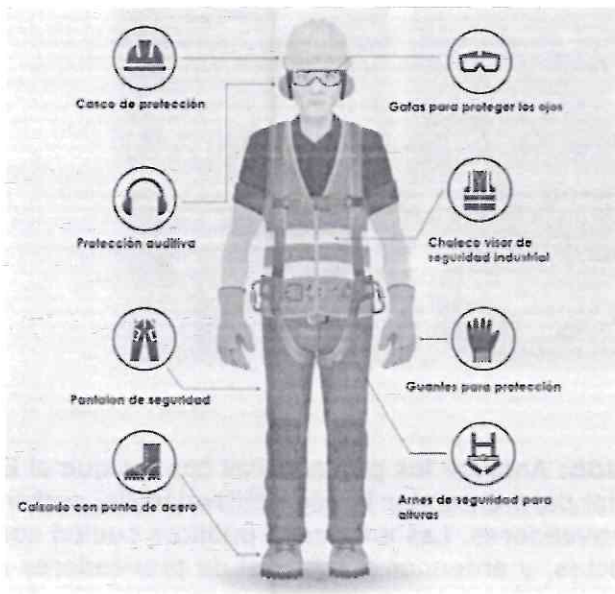 Casco de protección
Gafas para proteger los ojos
Protección auditiva
Chaleco visor de
seguridad industrial
Pantalon de seguridad
Guantes para protección
Calzado con punta de acero
Arnes de seguridad para
alturas